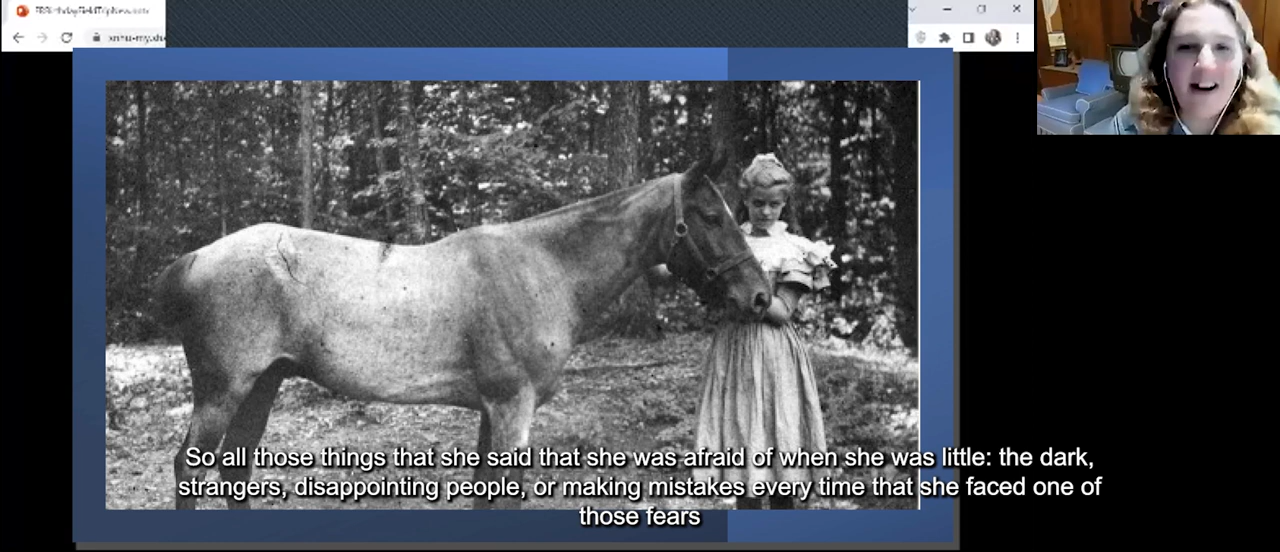 So all those things that she said that she was afraid of when she was little: the dark,
strangers, disappointing people, or making mistakes every time that she faced one of
those fears